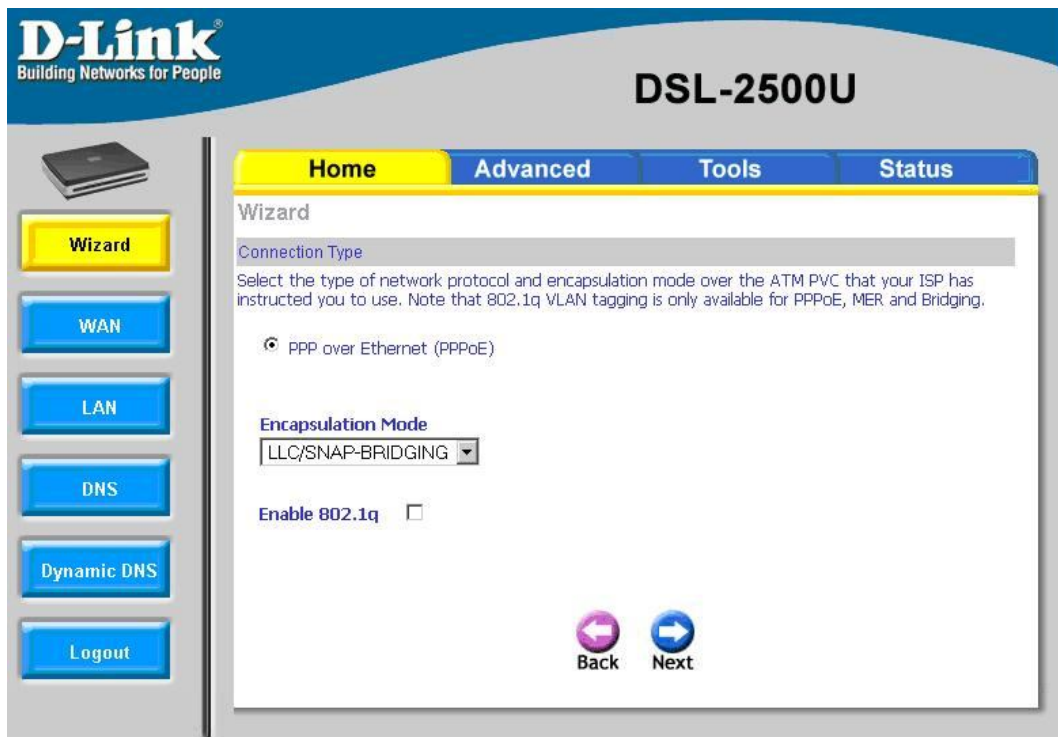 D-Link®
Building Networks for People
DSL-2500U
Home
Advanced
Tools
Status
Wizard
WAN
LAN
DNS
Dynamic DNS
Logout
Wizard
Connection Type
Select the type of network protocol and encapsulation mode over the ATM PVC that your ISP has
instructed you to use. Note that 802.1q VLAN tagging is only available for PPPoE, MER and Bridging.
PPP over Ethernet (PPPoE)
Encapsulation Mode
LLC/SNAP-BRIDGING
Enable 802.1q
Back
Next